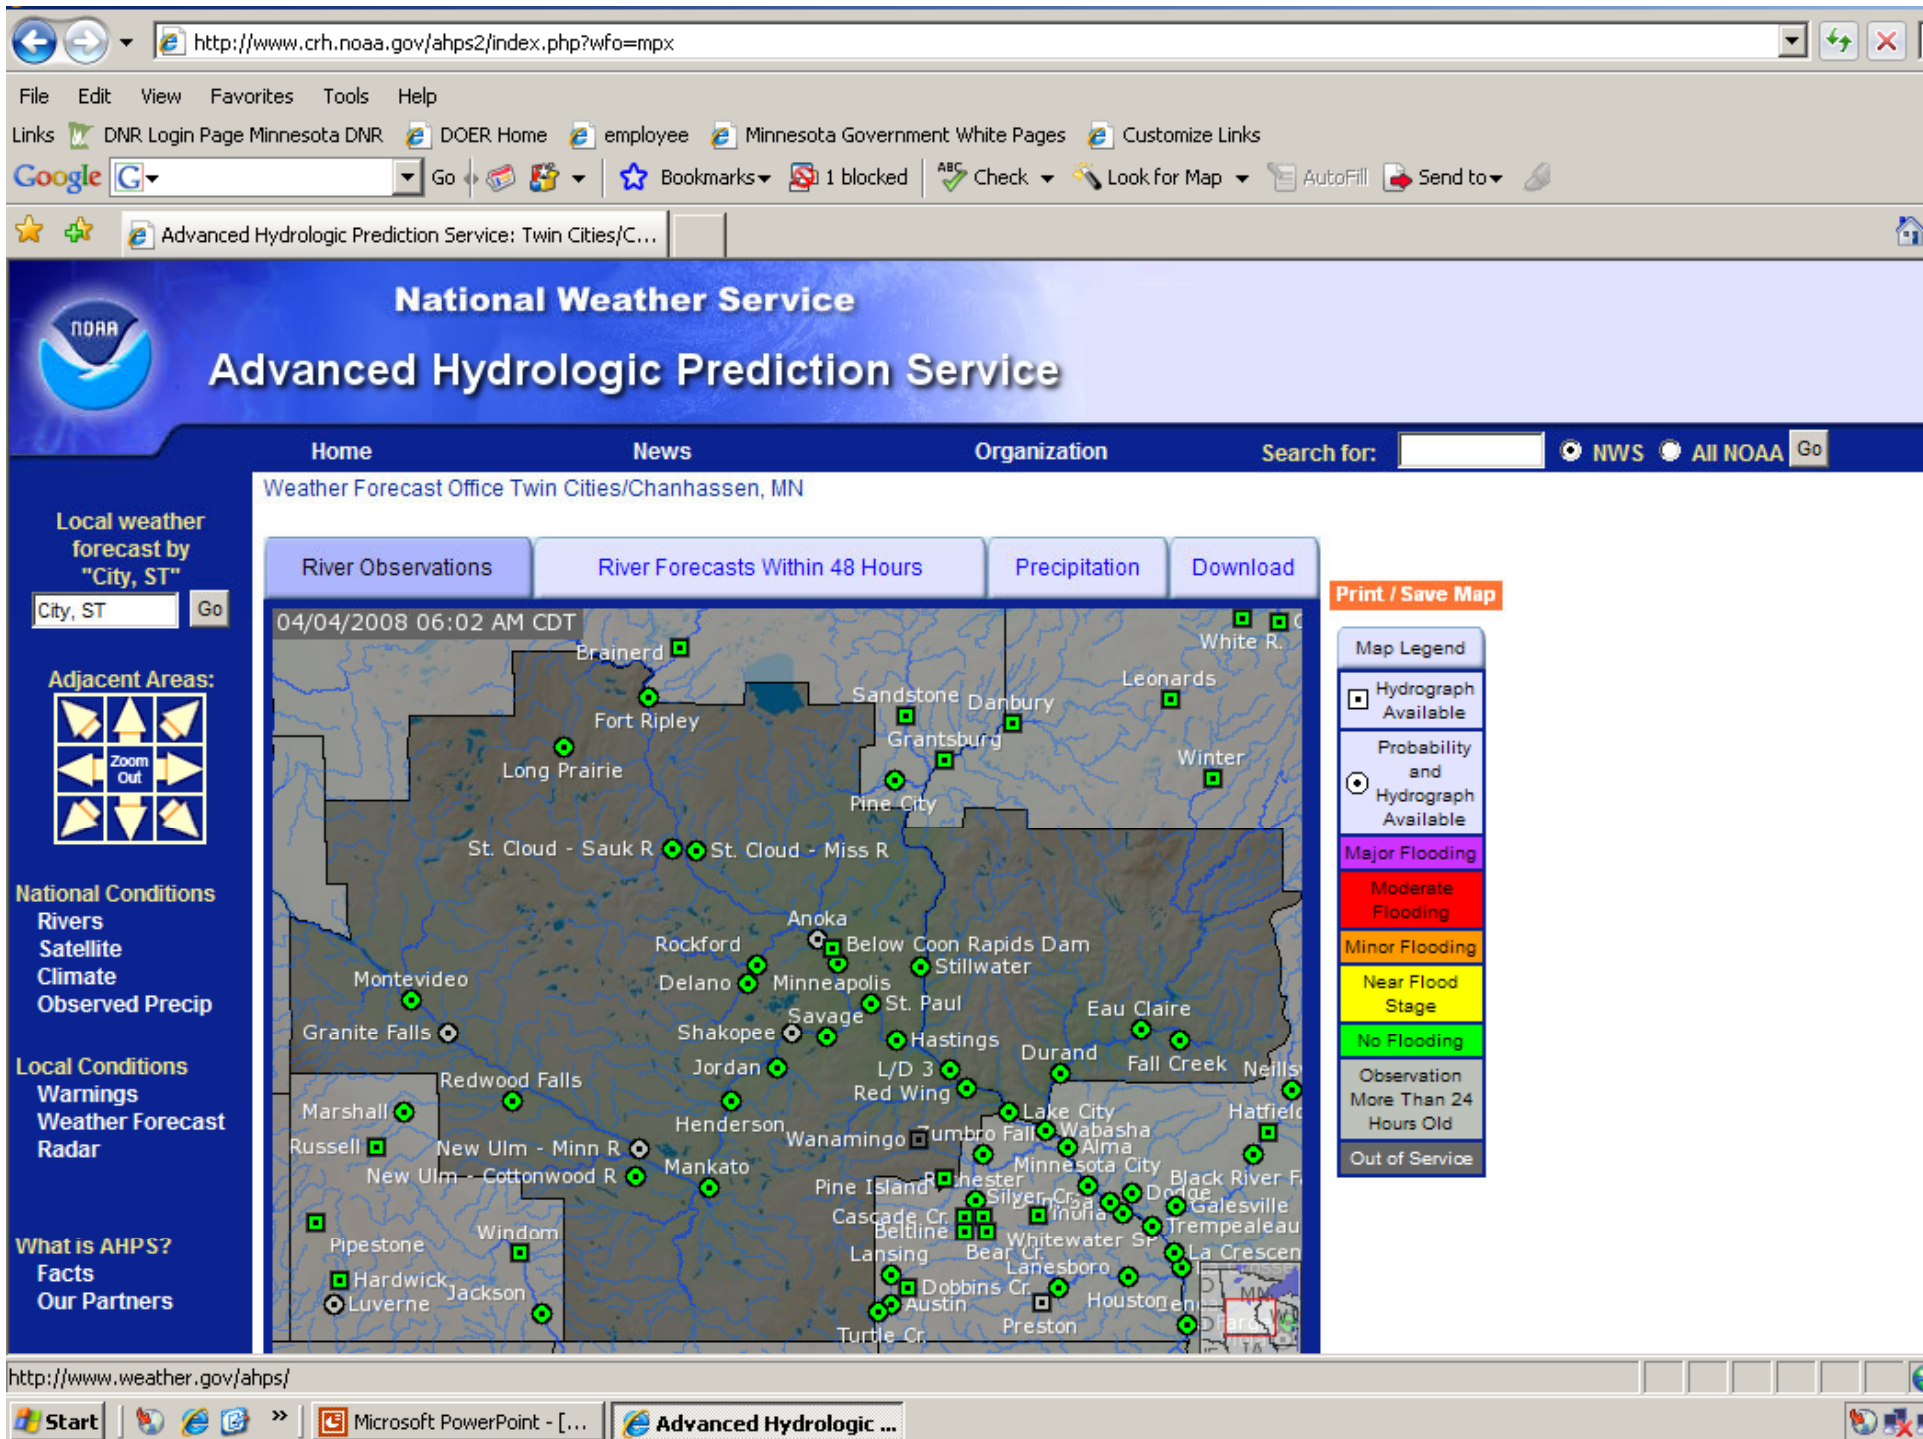 http://www.crh.noaa.gov/ahps2/index.php?wfo=mpx
File Edit View Favorites Tools Help
Links DNR Login Page Minnesota DNR DOER Home employee Minnesota Government White Pages Customize Links
Google G Go Bookmarks 1 blocked ABC Check Look for Map AutoFill Send to
Advanced Hydrologic Prediction Service: Twin Cities/C...
NOAA
National Weather Service
Advanced Hydrologic Prediction Service
Home News Organization Search for: NWS All NOAA Go
Weather Forecast Office Twin Cities/Chanhassen, MN
Local weather
forecast by
"City, ST"
City, ST Go
Adjacent Areas:
Zoom
Out
National Conditions
Rivers
Satellite
Climate
Observed Precip
Local Conditions
Warnings
Weather Forecast
Radar
What is AHPS?
Facts
Our Partners
River Observations River Forecasts Within 48 Hours Precipitation Download
04/04/2008 06:02 AM CDT
White R.
Brainerd
Leonards
Sandstone Danbury
Fort Ripley
Grantsburg
Long Prairie
Winter
Pine City
St. Cloud - Sauk R St. Cloud - Miss R
Anoka
Rockford Below Coon Rapids Dam
Stillwater
Montevideo Delano Minneapolis
St. Paul Eau Claire
Savage
Granite Falls Shakopee
Hastings
Durand
Jordan L/D 3 Fall Creek
Redwood Falls Red Wing
Marshall Lake City
Henderson
Wanamingo Wabasha
Russell New Ulm - Minn R Alma
Mankato Minnesota City
New Ulm - Cottonwood R Pine Island
Silver Cr. Dodge
Galesville
Cascade Cr.
Beltline Trempealeau
Windom Whitewater SP
Pipestone Lansing Bear Cr.
Lanesboro La Crescen
Hardwick Jackson Dobbins Cr.
Luverne Austin Houston
Preston
Turtle Cr.
Print / Save Map
Map Legend
Hydrograph
Available
Probability
and
Hydrograph
Available
Major Flooding
Moderate
Flooding
Minor Flooding
Near Flood
Stage
No Flooding
Observation
More Than 24
Hours Old
Out of Service
http://www.weather.gov/ahps/
Start » Microsoft PowerPoint - [... Advanced Hydrologic ...